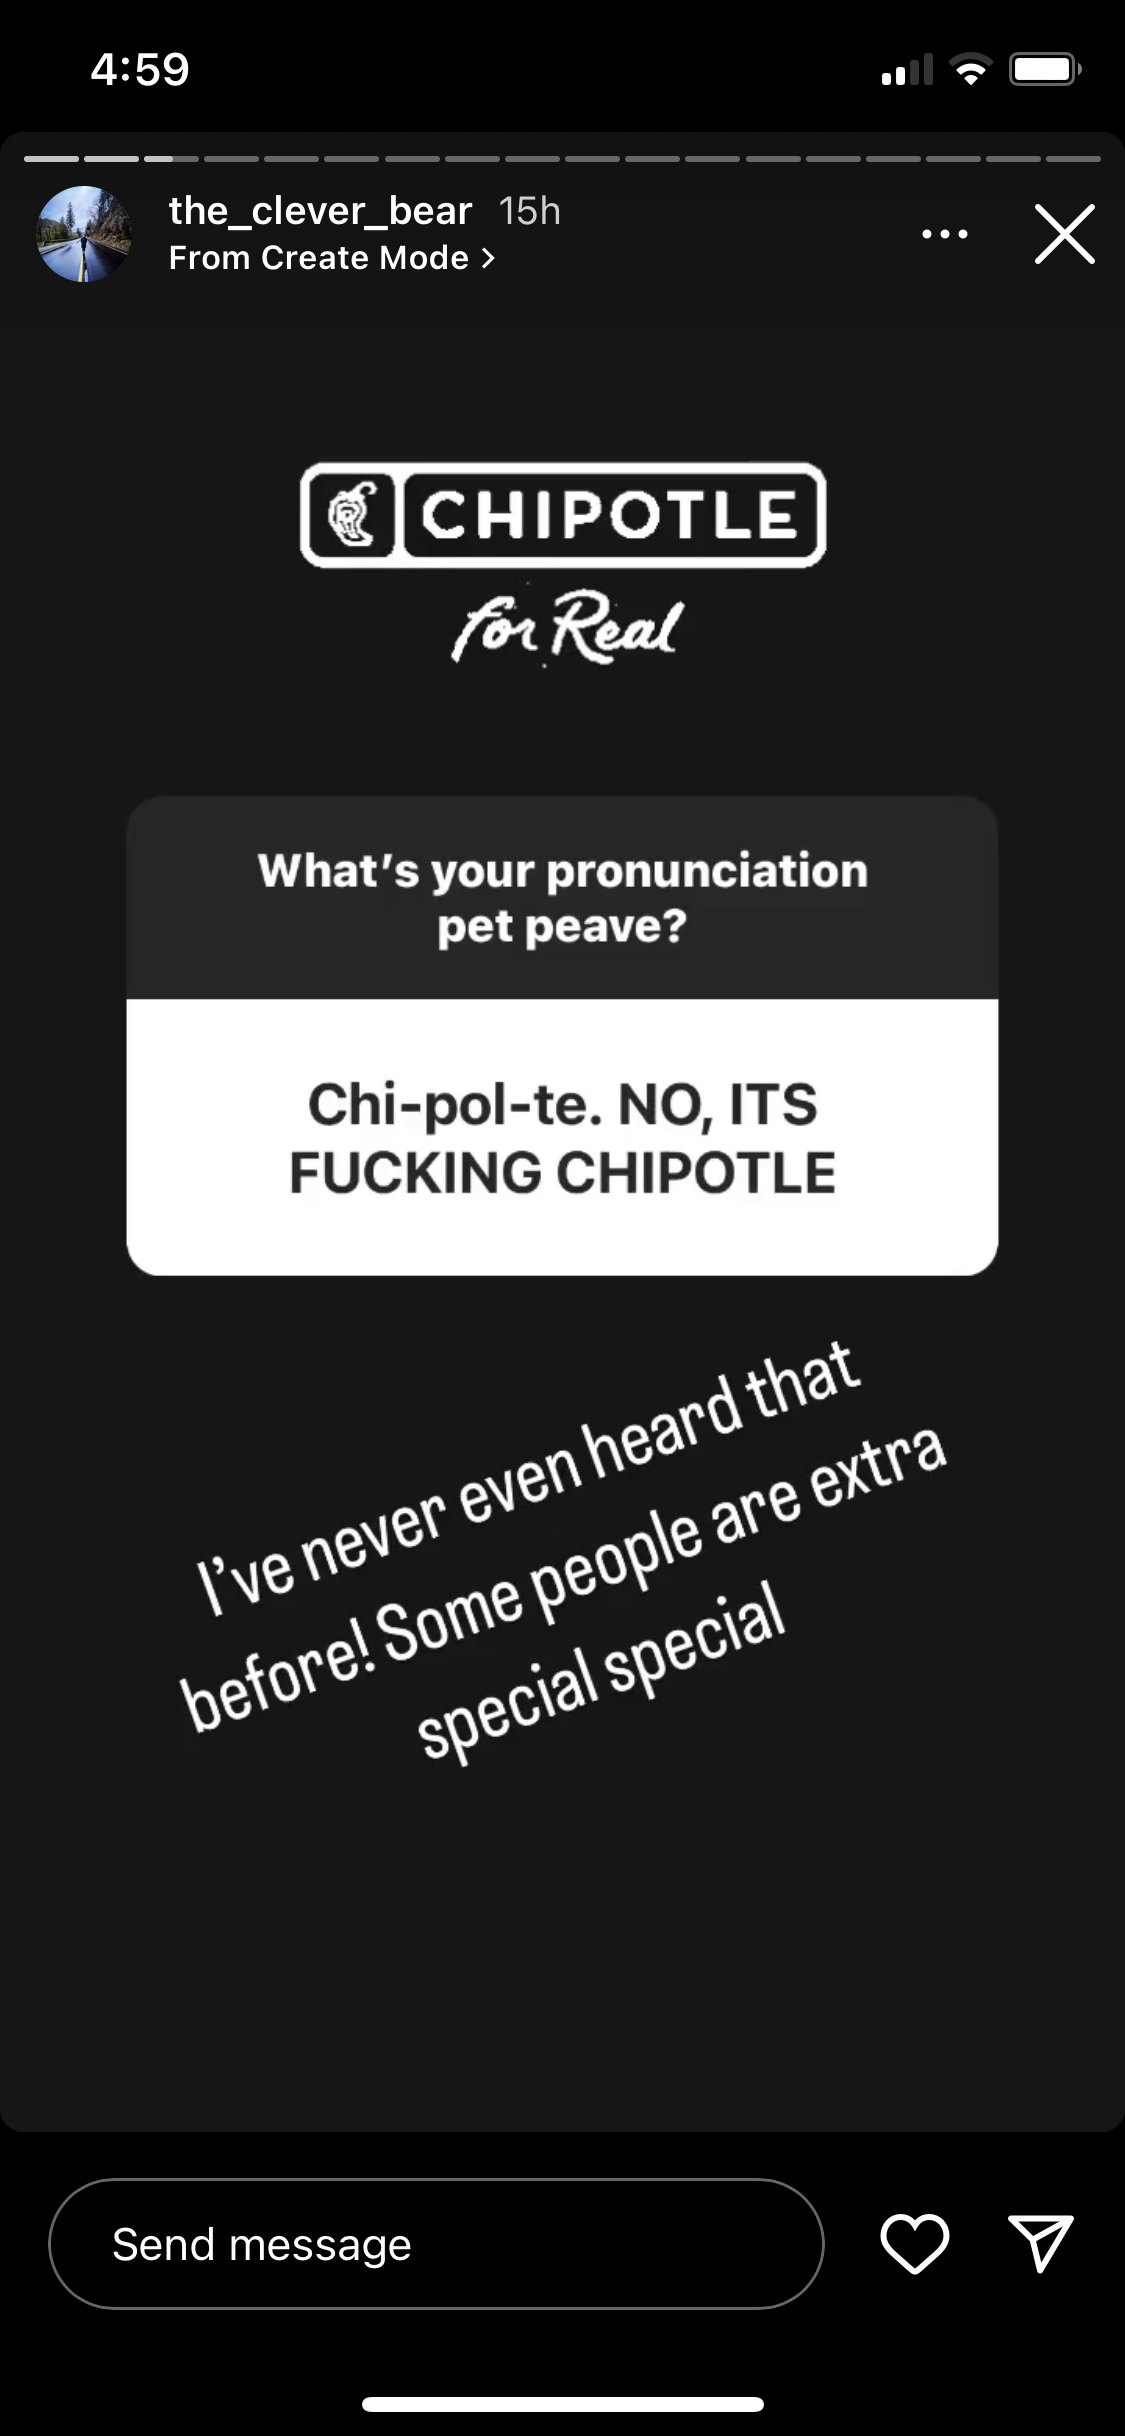 4:59
the_clever_bear 15h
From Create Mode >
CHIPOTLE
for Real
What's your pronunciation
pet peave?
Chi-pol-te. NO, ITS
FUCKING CHIPOTLE
I've never even heard that
before! Some people are extra
special special
Send message